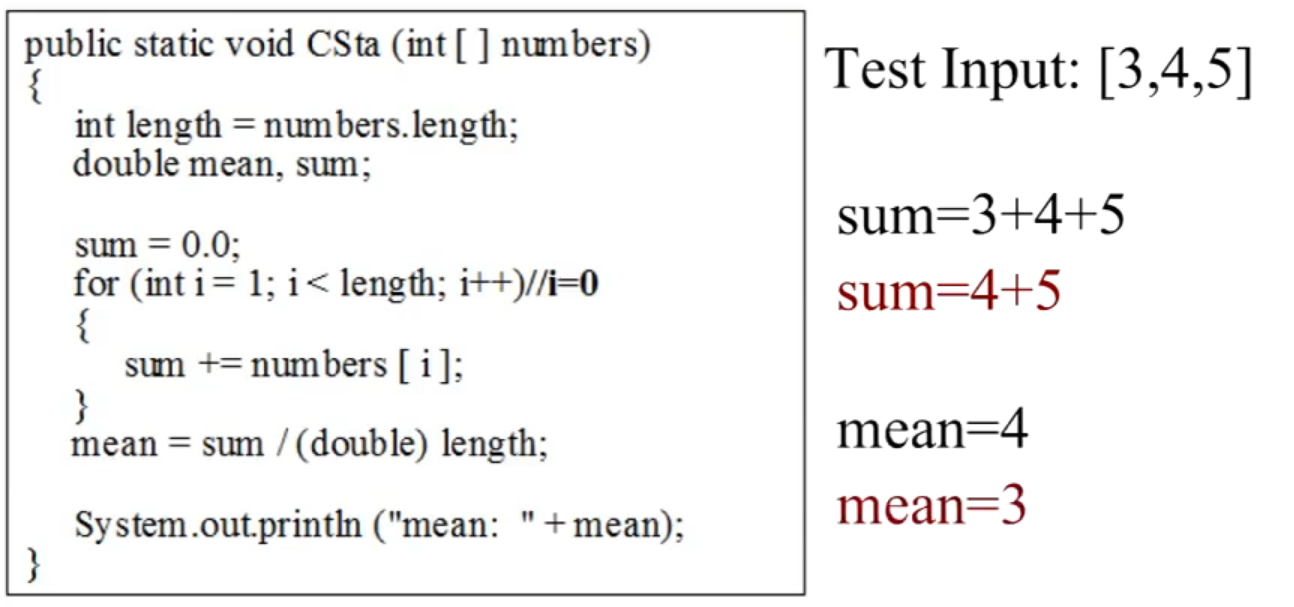 public static void CSta (int [ ] numbers)
{
int length = numbers.length;
double mean, sum;
sum = 0.0;
for (int i = 1; i < length; i++)//i=0
{
sum += numbers [ i ];
}
mean = sum / (double) length;
System.out.println ("mean: " + mean);
}
Test Input: [3,4,5]
sum=3+4+5
sum=4+5
mean=4
mean=3